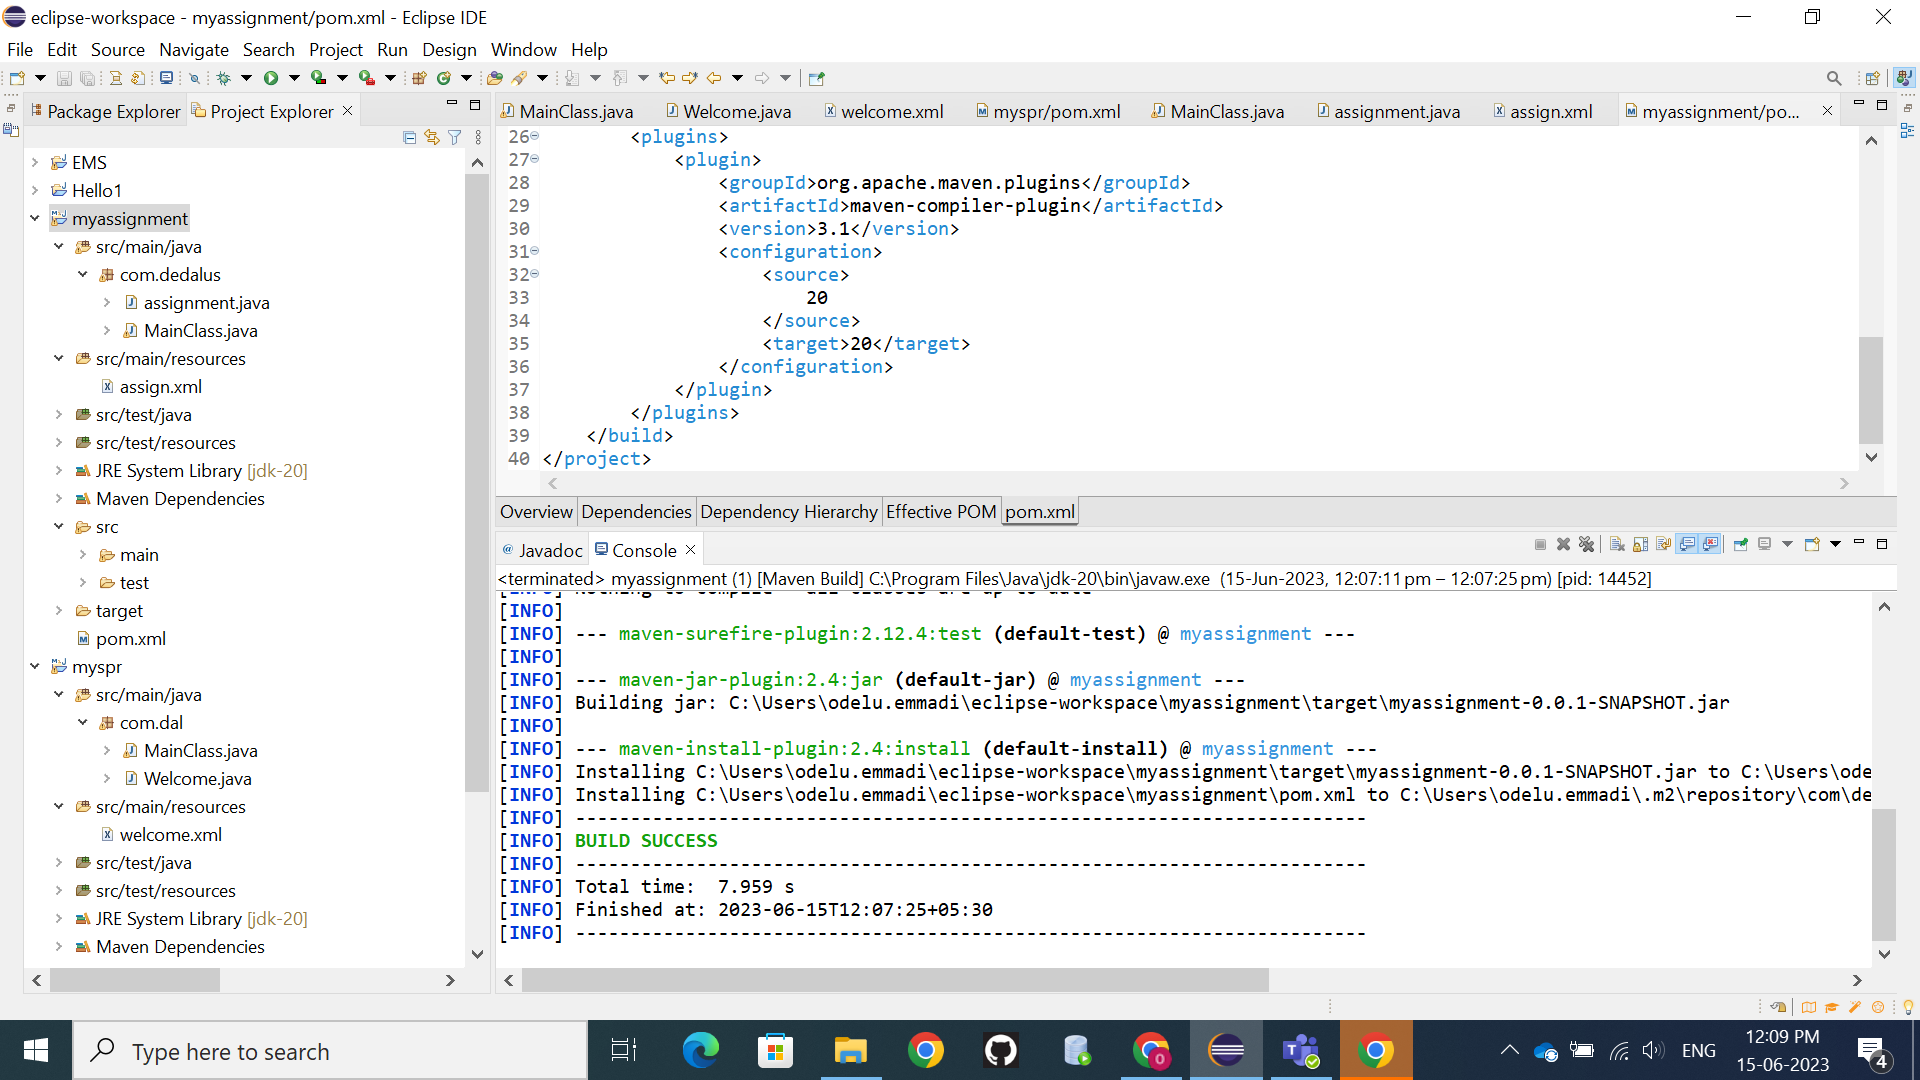 eclipse-workspace - myassignment/pom.xml - Eclipse IDE
File Edit Source Navigate Search Project Run Design Window Help
Package Explorer Project Explorer
EMS
Hello1
myassignment
src/main/java
com.dedalus
assignment.java
MainClass.java
src/main/resources
assign.xml
src/test/java
src/test/resources
JRE System Library [jdk-20]
Maven Dependencies
src
main
test
target
pom.xml
myspr
src/main/java
com.dal
MainClass.java
Welcome.java
src/main/resources
welcome.xml
src/test/java
src/test/resources
JRE System Library [jdk-20]
Maven Dependencies
MainClass.java Welcome.java welcome.xml myspr/pom.xml MainClass.java assignment.java assign.xml myassignment/po...
26 <plugins>
27 <plugin>
28 <groupId>org.apache.maven.plugins</groupId>
29 <artifactId>maven-compiler-plugin</artifactId>
30 <version>3.1</version>
31 <configuration>
32 <source>
33 20
34 </source>
35 <target>20</target>
36 </configuration>
37 </plugin>
38 </plugins>
39 </build>
40 </project>
Overview Dependencies Dependency Hierarchy Effective POM pom.xml
@ Javadoc Console
<terminated> myassignment (1) [Maven Build] C:\Program Files\Java\jdk-20\bin\javaw.exe (15-Jun-2023, 12:07:11 pm – 12:07:25 pm) [pid: 14452]
[INFO] Nothing to compile - all classes are up to date
[INFO]
[INFO] --- maven-surefire-plugin:2.12.4:test (default-test) @ myassignment ---
[INFO]
[INFO] --- maven-jar-plugin:2.4:jar (default-jar) @ myassignment ---
[INFO] Building jar: C:\Users\odelu.emmadi\eclipse-workspace\myassignment\target\myassignment-0.0.1-SNAPSHOT.jar
[INFO]
[INFO] --- maven-install-plugin:2.4:install (default-install) @ myassignment ---
[INFO] Installing C:\Users\odelu.emmadi\eclipse-workspace\myassignment\target\myassignment-0.0.1-SNAPSHOT.jar to C:\Users\ode
[INFO] Installing C:\Users\odelu.emmadi\eclipse-workspace\myassignment\pom.xml to C:\Users\odelu.emmadi\.m2\repository\com\de
[INFO] ------------------------------------------------------------------------
[INFO] BUILD SUCCESS
[INFO] ------------------------------------------------------------------------
[INFO] Total time: 7.959 s
[INFO] Finished at: 2023-06-15T12:07:25+05:30
[INFO] ------------------------------------------------------------------------
Type here to search
ENG
12:09 PM
15-06-2023
4